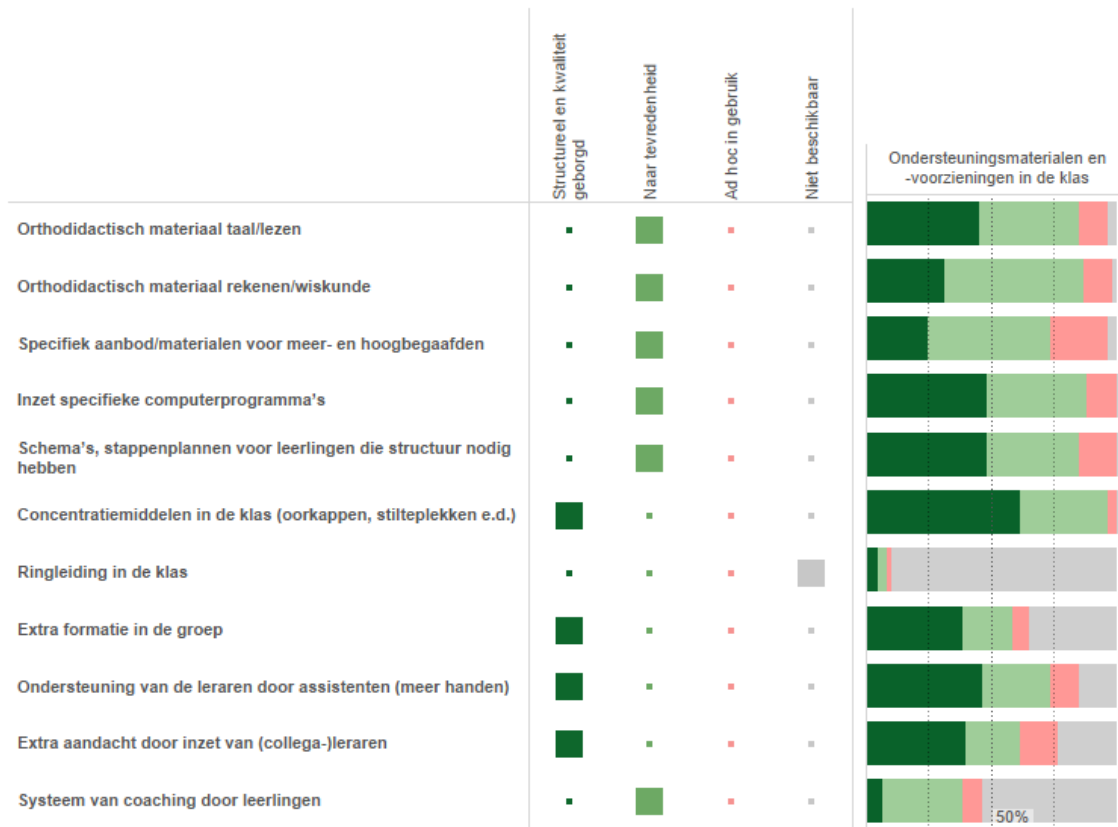 Structureel en kwaliteit
geborgd
Naar tevredenheid
Ad hoc in gebruik
Niet beschikbaar
Ondersteuningsmaterialen en
-voorzieningen in de klas
Orthodidactisch materiaal taal/lezen
Orthodidactisch materiaal rekenen/wiskunde
Specifiek aanbod/materialen voor meer- en hoogbegaafden
Inzet specifieke computerprogramma's
Schema's, stappenplannen voor leerlingen die structuur nodig
hebben
Concentratiemiddelen in de klas (oorkappen, stilteplekken e.d.)
Ringleiding in de klas
Extra formatie in de groep
Ondersteuning van de leraren door assistenten (meer handen)
Extra aandacht door inzet van (collega-)leraren
Systeem van coaching door leerlingen
50%